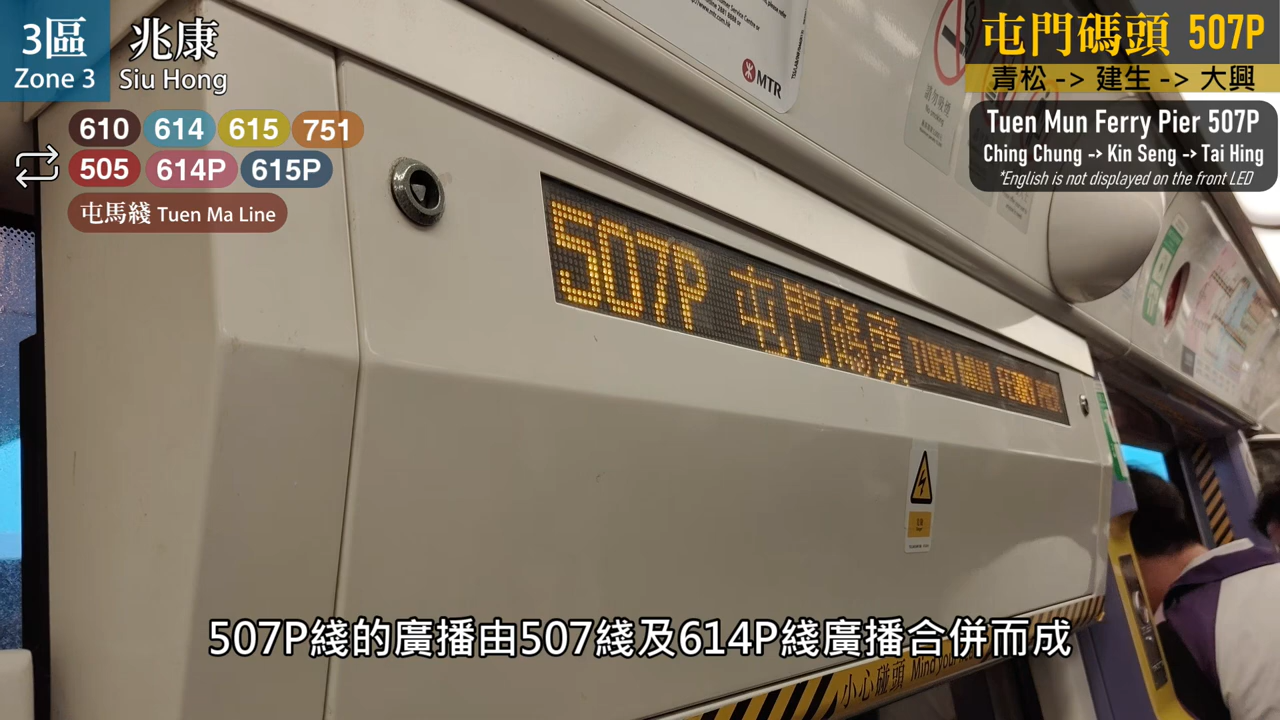 3區 兆康
Zone 3 Siu Hong
610 614 615 751
505 614P 615P
屯馬綫 Tuen Ma Line
屯門碼頭 507P
青松 -> 建生 -> 大興
Tuen Mun Ferry Pier 507P
Ching Chung -> Kin Seng -> Tai Hing
*English is not displayed on the front LED
MTR
507P 屯門碼頭 TUEN MUN FERRY PIER
507P綫的廣播由507綫及614P綫廣播合併而成
小心碰頭 Mind your